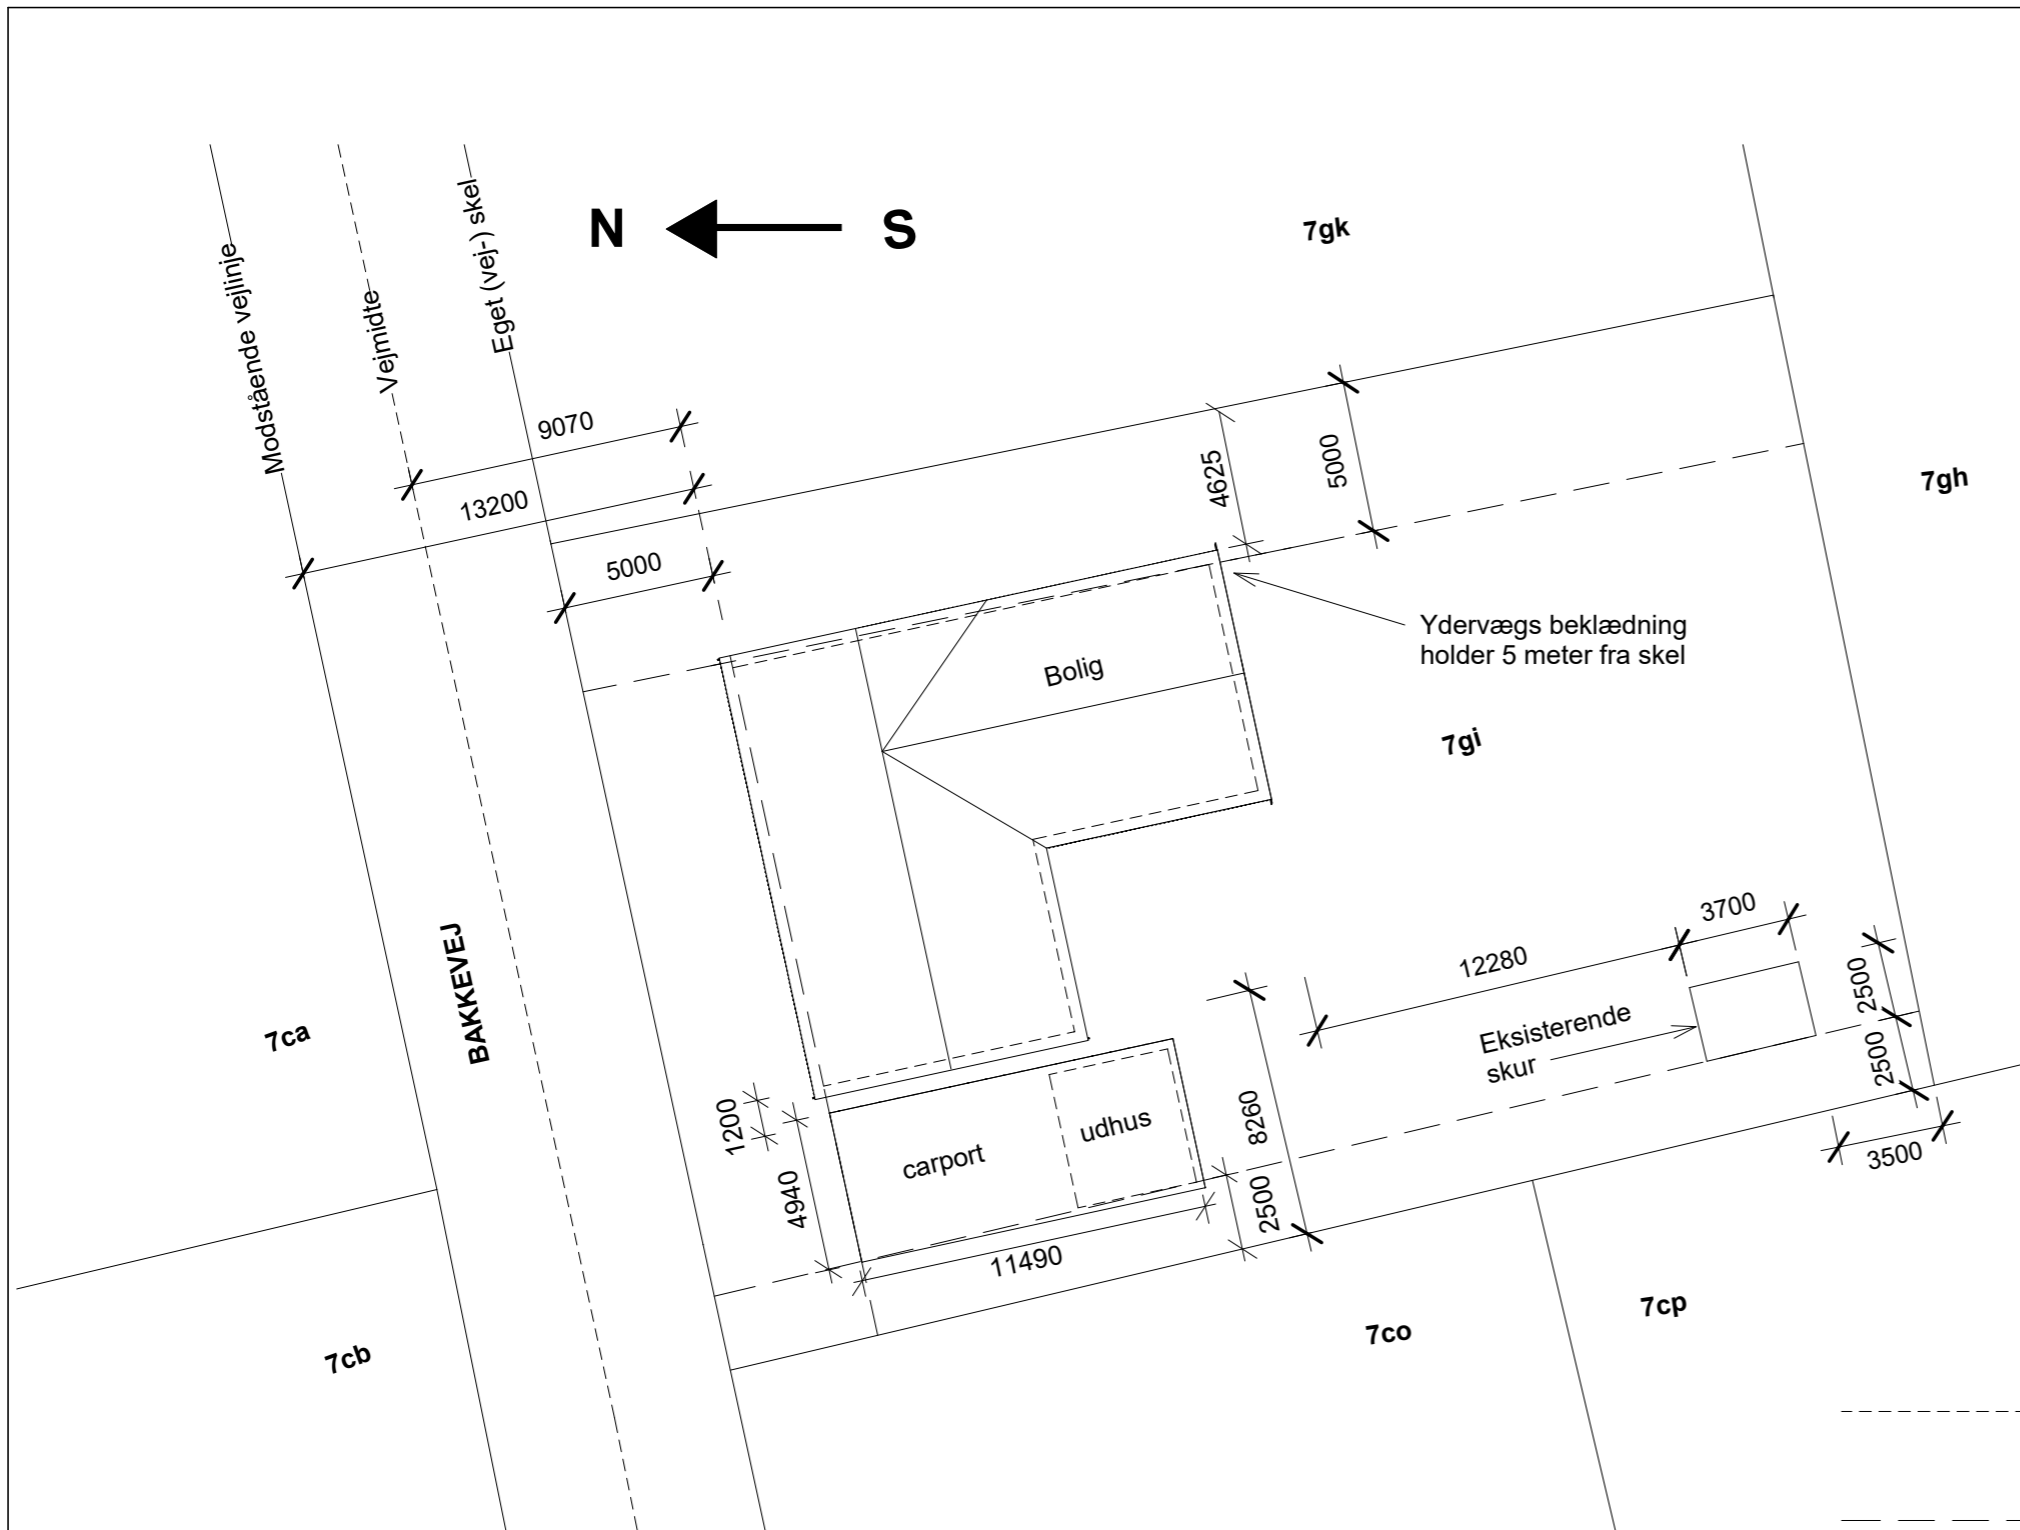 Modstående vejlinje
Vejmidte
Eget (vej-) skel
N
S
7gk
9070
13200
5000
4625
5000
7gh
Ydervægs beklædning
holder 5 meter fra skel
Bolig
7gi
3700
12280
2500
Eksisterende
skur
2500
3500
BAKKEVEJ
7ca
1200
8260
udhus
carport
4940
2500
11490
7cp
7co
7cb